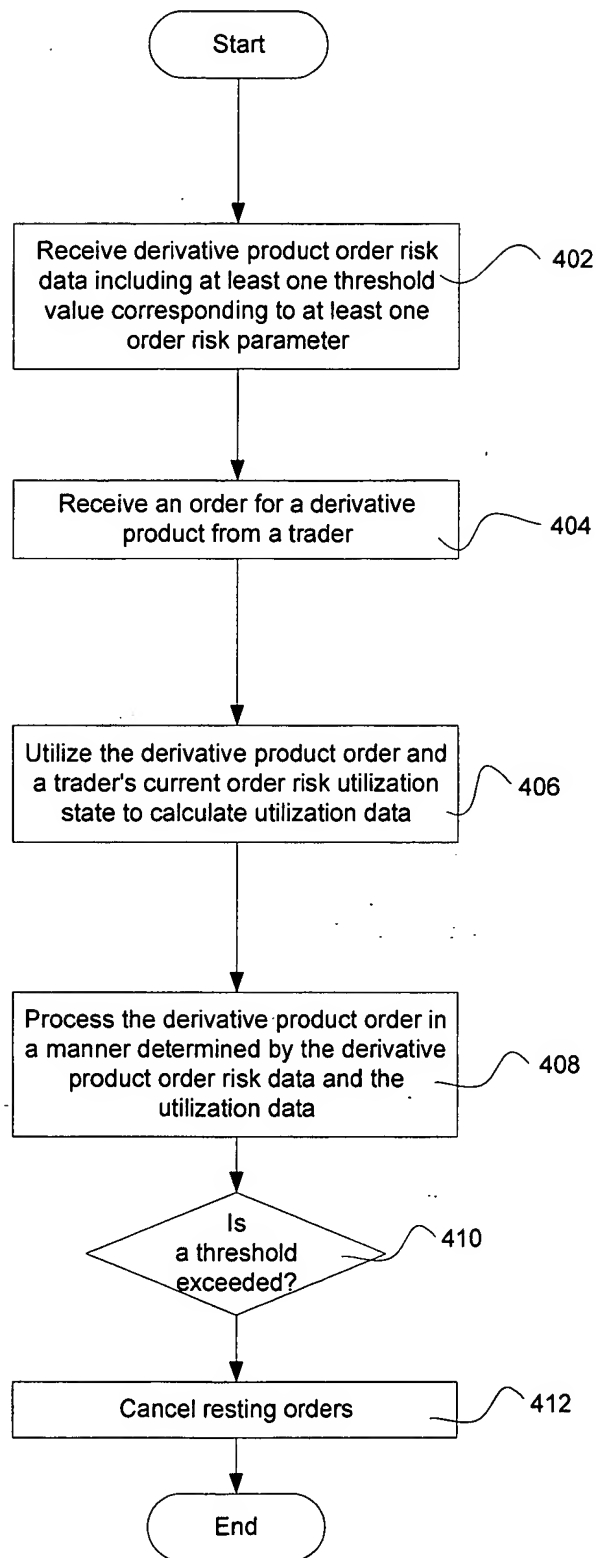 Start
Receive derivative product order risk
data including at least one threshold
value corresponding to at least one
order risk parameter
402
Receive an order for a derivative
product from a trader
404
Utilize the derivative product order and
a trader's current order risk utilization
state to calculate utilization data
406
Process the derivative product order in
a manner determined by the derivative
product order risk data and the
utilization data
408
Is
a threshold
exceeded?
410
Cancel resting orders
412
End